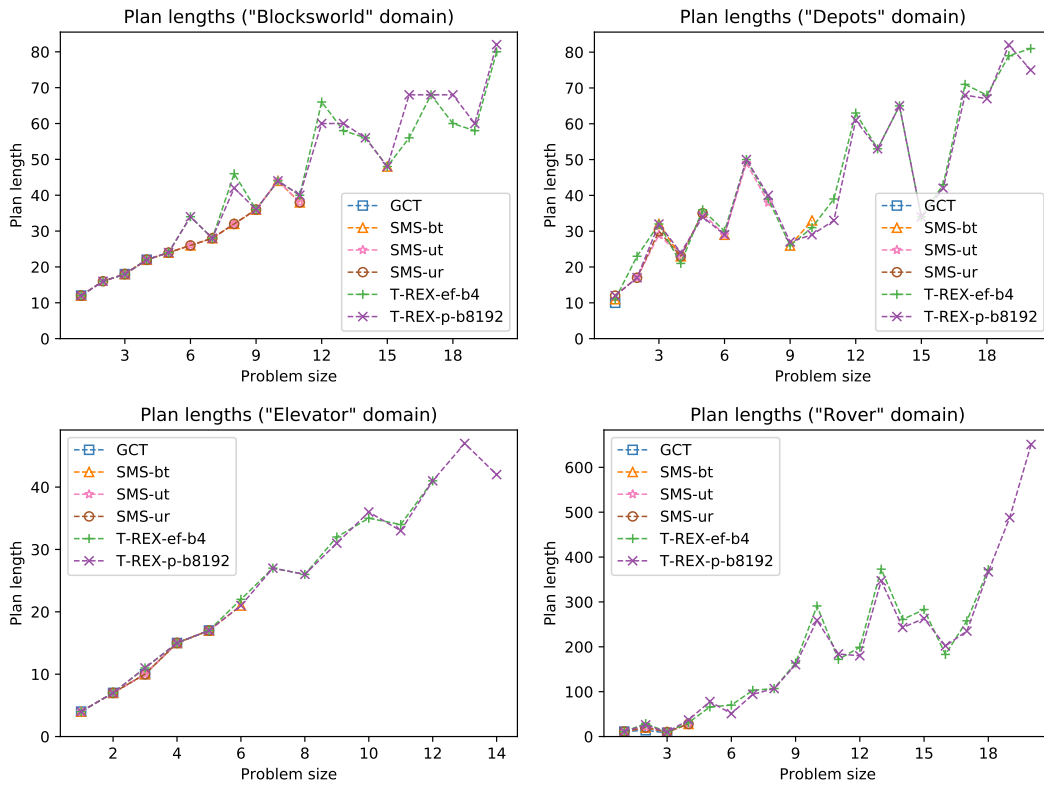 Plan lengths ("Blocksworld" domain)
Plan length
80
70
60
50
40
30
20
10
0
3
6
9
12
15
18
Problem size
GCT
SMS-bt
SMS-ut
SMS-ur
T-REX-ef-b4
T-REX-p-b8192
Plan lengths ("Depots" domain)
Plan length
80
70
60
50
40
30
20
10
0
3
6
9
12
15
18
Problem size
GCT
SMS-bt
SMS-ut
SMS-ur
T-REX-ef-b4
T-REX-p-b8192
Plan lengths ("Elevator" domain)
Plan length
40
30
20
10
0
2
4
6
8
10
12
14
Problem size
GCT
SMS-bt
SMS-ut
SMS-ur
T-REX-ef-b4
T-REX-p-b8192
Plan lengths ("Rover" domain)
Plan length
600
500
400
300
200
100
0
3
6
9
12
15
18
Problem size
GCT
SMS-bt
SMS-ut
SMS-ur
T-REX-ef-b4
T-REX-p-b8192